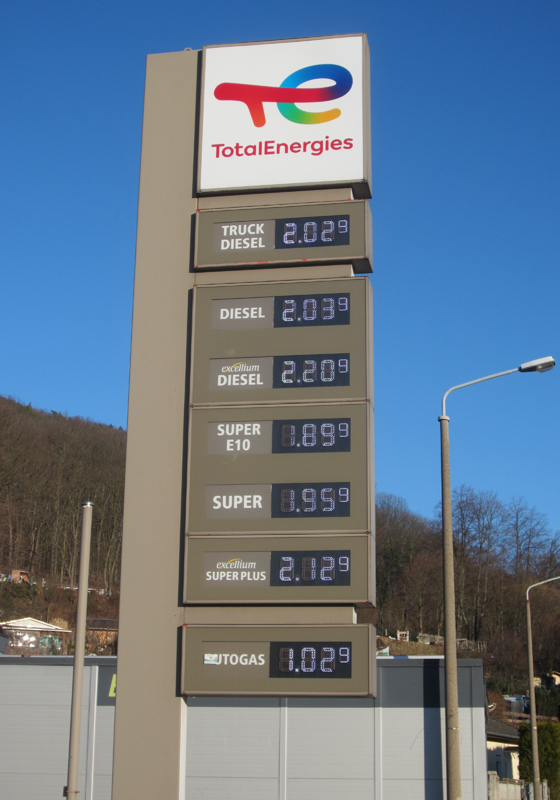 TotalEnergies
TRUCK DIESEL 2.029
DIESEL 2.039
excellium
DIESEL 2.209
SUPER
E10 1.899
SUPER 1.959
excellium
SUPER PLUS 2.129
UTOGAS 1.029